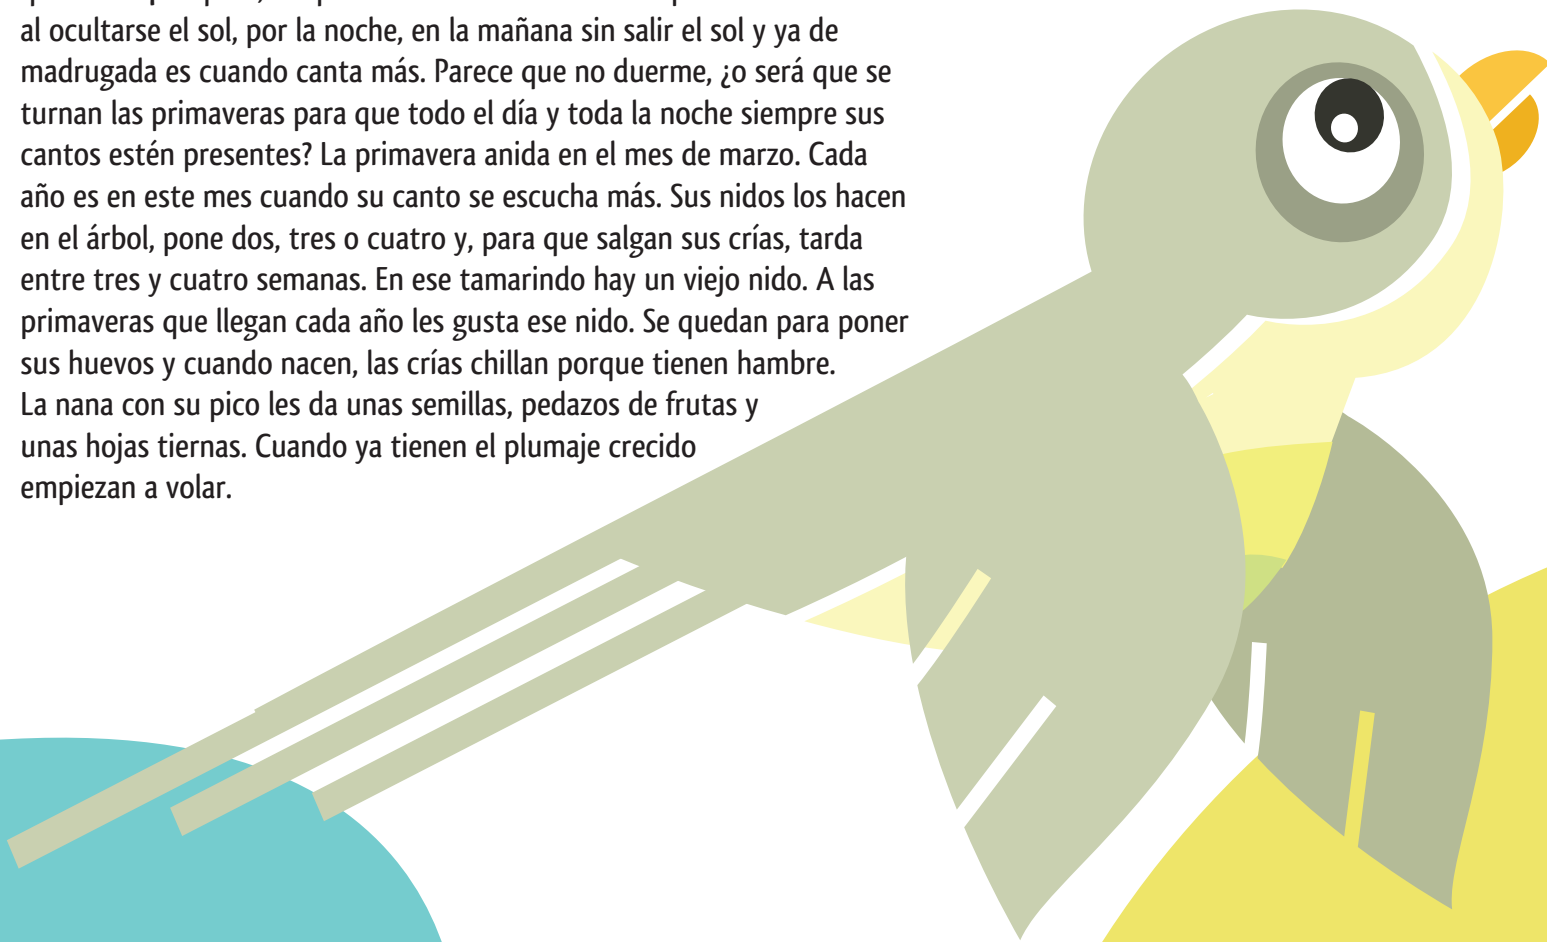 al ocultarse el sol, por la noche, en la mañana sin salir el sol y ya de
madrugada es cuando canta más. Parece que no duerme, ¿o será que se
turnan las primaveras para que todo el día y toda la noche siempre sus
cantos estén presentes? La primavera anida en el mes de marzo. Cada
año es en este mes cuando su canto se escucha más. Sus nidos los hacen
en el árbol, pone dos, tres o cuatro y, para que salgan sus crías, tarda
entre tres y cuatro semanas. En ese tamarindo hay un viejo nido. A las
primaveras que llegan cada año les gusta ese nido. Se quedan para poner
sus huevos y cuando nacen, las crías chillan porque tienen hambre.
La nana con su pico les da unas semillas, pedazos de frutas y
unas hojas tiernas. Cuando ya tienen el plumaje crecido
empiezan a volar.